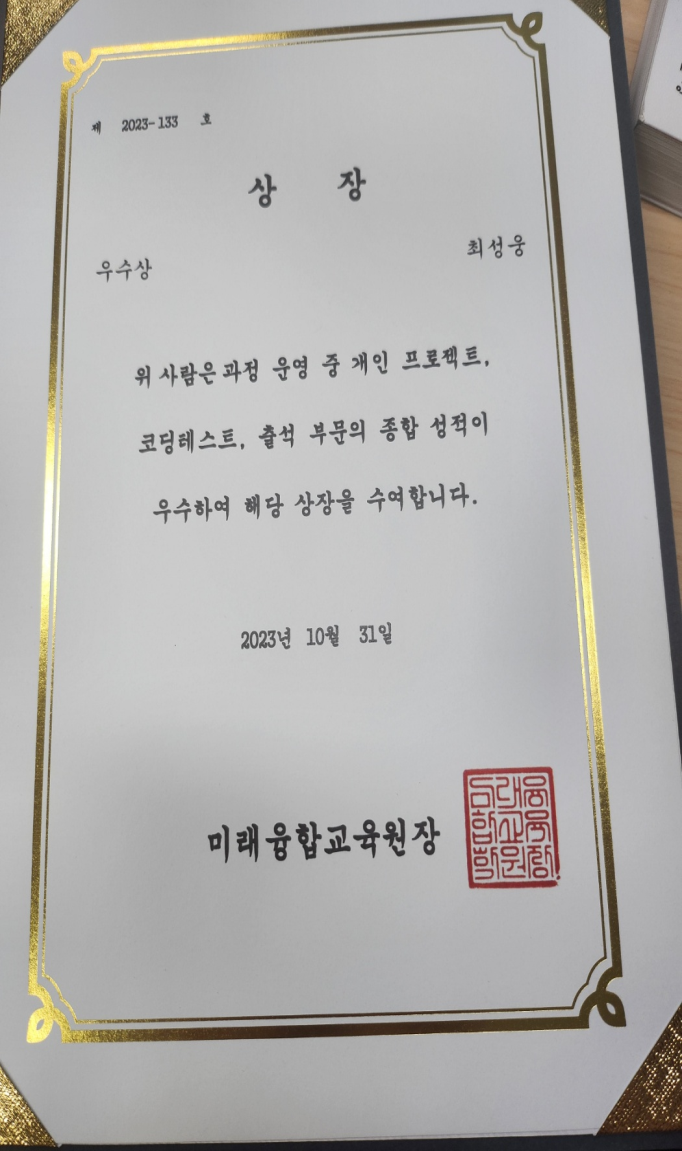 제 2023-133 호
상 장
우수상
최성웅
위 사람은 과정 운영 중 개인 프로젝트,
코딩테스트, 출석 부문의 종합 성적이
우수하여 해당 상장을 수여합니다.
2023년 10월 31일
미래융합교육원장